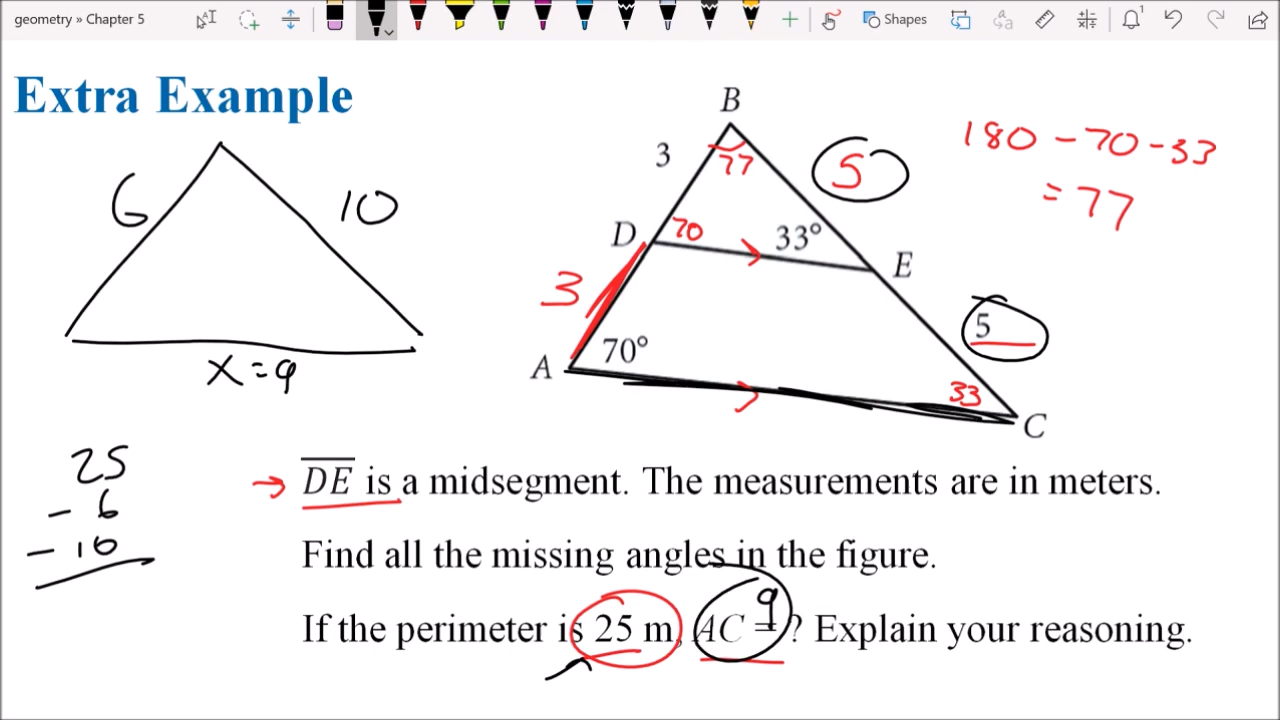 geometry » Chapter 5
Shapes
Extra Example
B
180 - 70 - 33
= 77
6
10
3
77
5
D
70
33°
E
3
5
A
70°
x = 9
33
C
25
- 6
- 10
→ DE is a midsegment. The measurements are in meters.
Find all the missing angles in the figure.
9
If the perimeter is 25 m, AC = ? Explain your reasoning.